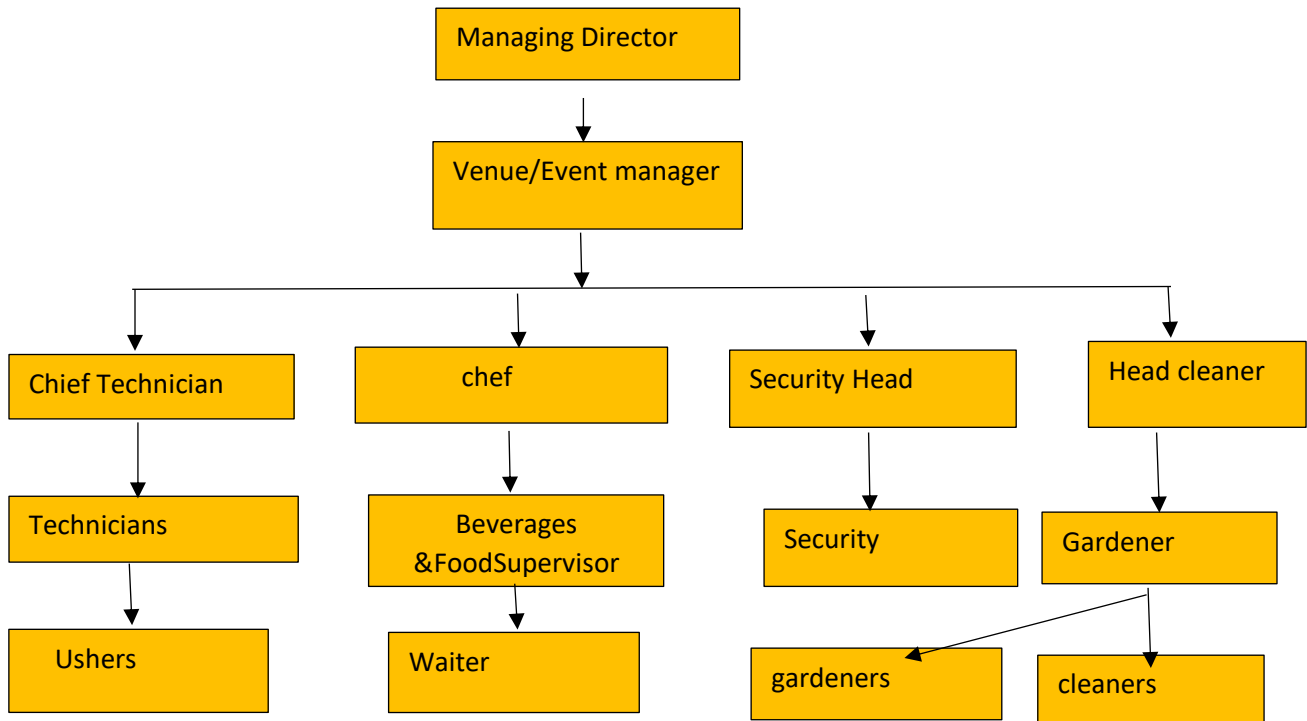 Managing Director
Venue/Event manager
Chief Technician
chef
Security Head
Head cleaner
Technicians
Beverages
&FoodSupervisor
Security
Gardener
Ushers
Waiter
gardeners
cleaners